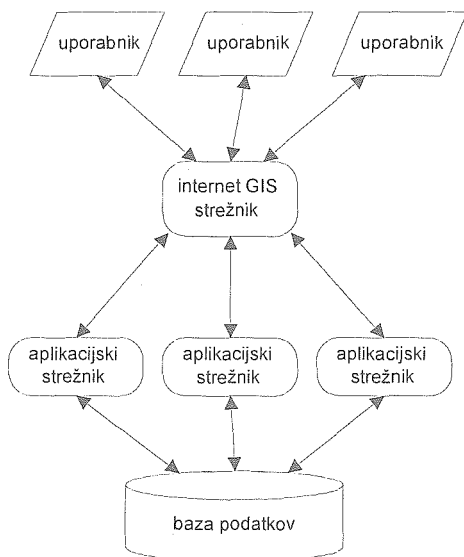 uporabnik
uporabnik
uporabnik
internet GIS
strežnik
aplikacijski
strežnik
aplikacijski
strežnik
aplikacijski
strežnik
baza podatkov